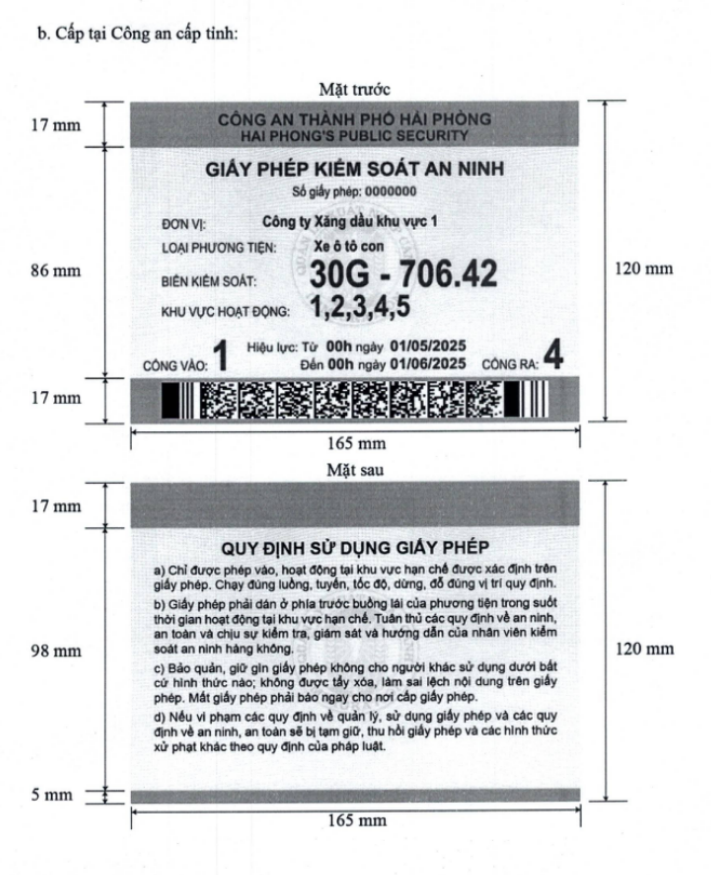 b. Cấp tại Công an cấp tỉnh:
Mặt trước
17 mm
CÔNG AN THÀNH PHỐ HẢI PHÒNG
HAI PHONG'S PUBLIC SECURITY
GIẤY PHÉP KIỂM SOÁT AN NINH
Số giấy phép: 0000000
ĐƠN VỊ: Công ty Xăng dầu khu vực 1
LOẠI PHƯƠNG TIỆN: Xe ô tô con
86 mm
BIỂN KIỂM SOÁT: 30G - 706.42
120 mm
KHU VỰC HOẠT ĐỘNG: 1,2,3,4,5
CỔNG VÀO: 1
Hiệu lực: Từ 00h ngày 01/05/2025
Đến 00h ngày 01/06/2025
CỔNG RA: 4
17 mm
165 mm
Mặt sau
17 mm
QUY ĐỊNH SỬ DỤNG GIẤY PHÉP
a) Chỉ được phép vào, hoạt động tại khu vực hạn chế được xác định trên
giấy phép. Chạy đúng luồng, tuyến, tốc độ, dừng, đỗ đúng vị trí quy định.
b) Giấy phép phải dán ở phía trước buồng lái của phương tiện trong suốt
thời gian hoạt động tại khu vực hạn chế. Tuân thủ các quy định về an ninh,
an toàn và chịu sự kiểm tra, giám sát và hướng dẫn của nhân viên kiểm
soát an ninh hàng không.
98 mm
120 mm
c) Bảo quản, giữ gìn giấy phép không cho người khác sử dụng dưới bất
cứ hình thức nào; không được tẩy xóa, làm sai lệch nội dung trên giấy
phép. Mất giấy phép phải báo ngay cho nơi cấp giấy phép.
d) Nếu vi phạm các quy định về quản lý, sử dụng giấy phép và các quy
định về an ninh, an toàn sẽ bị tạm giữ, thu hồi giấy phép và các hình thức
xử phạt khác theo quy định của pháp luật.
5 mm
165 mm